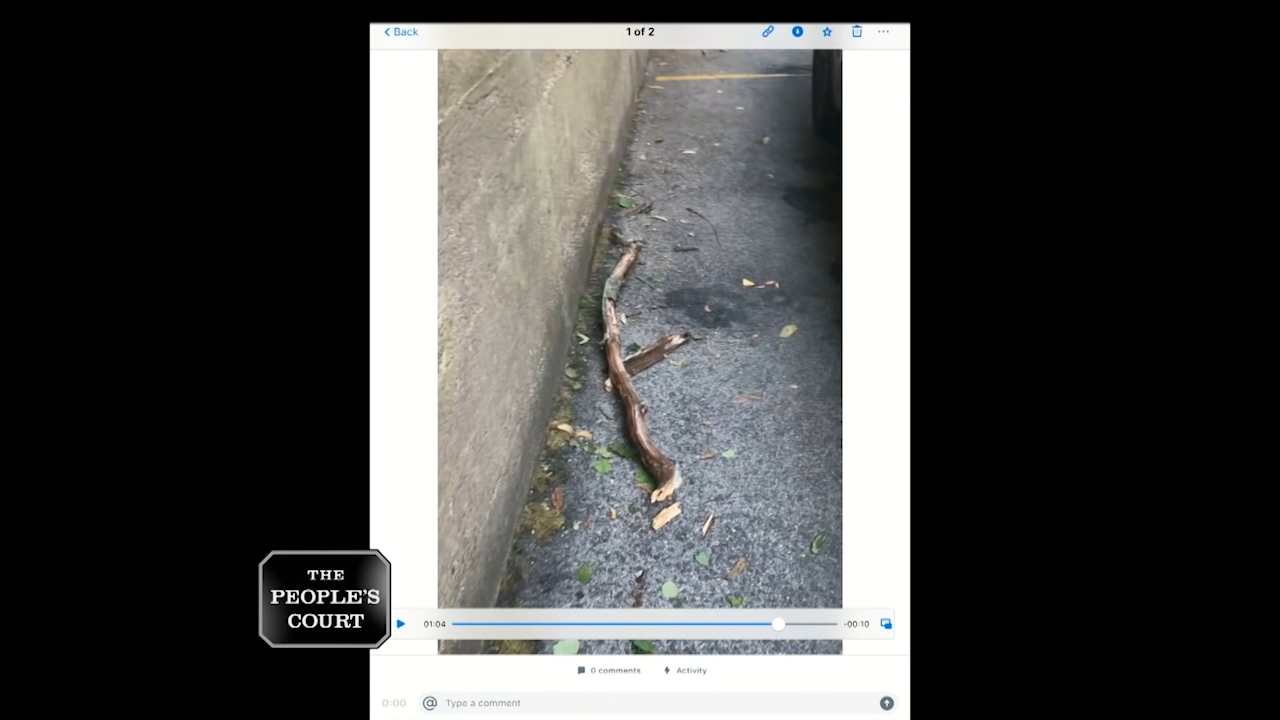 Back
1 of 2
THE
PEOPLE'S
COURT
01:04
-00:10
0 comments
Activity
0:00
@ Type a comment